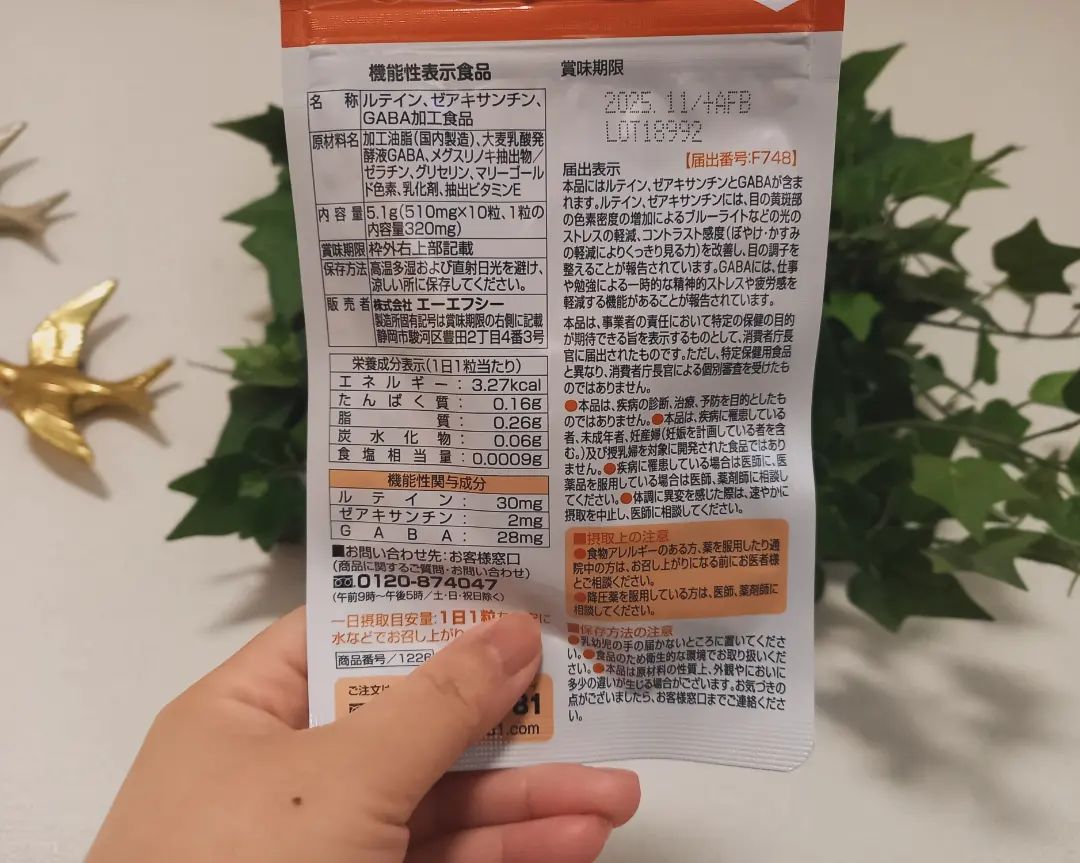 機能性表示食品
名称 ルテイン、ゼアキサンチン、
GABA加工食品
原材料名 加工油脂(国内製造)、大麦乳酸発
酵液GABA、メグスリノキ抽出物/
ゼラチン、グリセリン、マリーゴール
ド色素、乳化剤、抽出ビタミンE
内容量 5.1g(510mg×10粒、1粒の
内容量320mg)
賞味期限 枠外右上部記載
保存方法 高温多湿および直射日光を避け、
涼しい所に保存してください。
販売者 株式会社 エーエフシー
製造所固有記号は賞味期限の右側に記載
静岡市駿河区豊田2丁目4番3号
栄養成分表示(1日1粒当たり)
エネルギー: 3.27kcal
たんぱく質: 0.16g
脂質: 0.26g
炭水化物: 0.06g
食塩相当量: 0.0009g
機能性関与成分
ルテイン: 30mg
ゼアキサンチン: 2mg
GABA: 28mg
■お問い合わせ先:お客様窓口
(商品に関するご質問・お問い合わせ)
0120-874047
(午前9時~午後5時/土・日・祝日除く)
一日摂取目安量:1日1粒
水などでお召し上が
商品番号/1226
ご注文
81
1.com
賞味期限
2025.11/4AFB
LOT18992
【届出番号:F748】
届出表示
本品にはルテイン、ゼアキサンチンとGABAが含ま
れます。ルテイン、ゼアキサンチンには、目の黄斑部
の色素密度の増加によるブルーライトなどの光の
ストレスの軽減、コントラスト感度(ぼやけ・かすみ
の軽減によりくっきり見る力)を改善し、目の調子を
整えることが報告されています。GABAには、仕事
や勉強による一時的な精神的ストレスや疲労感を
軽減する機能があることが報告されています。
本品は、事業者の責任において特定の保健の目的
が期待できる旨を表示するものとして、消費者庁長
官に届出されたものです。ただし、特定保健用食品
と異なり、消費者庁長官による個別審査を受けたも
のではありません。
●本品は、疾病の診断、治療、予防を目的としたも
のではありません。●本品は、疾病に罹患している
者、未成年者、妊産婦(妊娠を計画している者を含
む。)及び授乳婦を対象に開発された食品ではあり
ません。●疾病に罹患している場合は医師に、医
薬品を服用している場合は医師、薬剤師に相談し
てください。●体調に異変を感じた際は、速やかに
摂取を中止し、医師に相談してください。
■摂取上の注意
●食物アレルギーのある方、薬を服用したり通
院中の方は、お召し上がりになる前にお医者様
とご相談ください。
●降圧薬を服用している方は、医師、薬剤師に
相談してください。
■保存方法の注意
●乳幼児の手の届かないところに置いてくださ
い。●食品のため衛生的な環境でお取り扱いくだ
さい。●本品は原材料の性質上、外観やにおいに
多少の違いが生じる場合がございます。お気づきの
点がございましたら、お客様窓口までご連絡くださ
い。